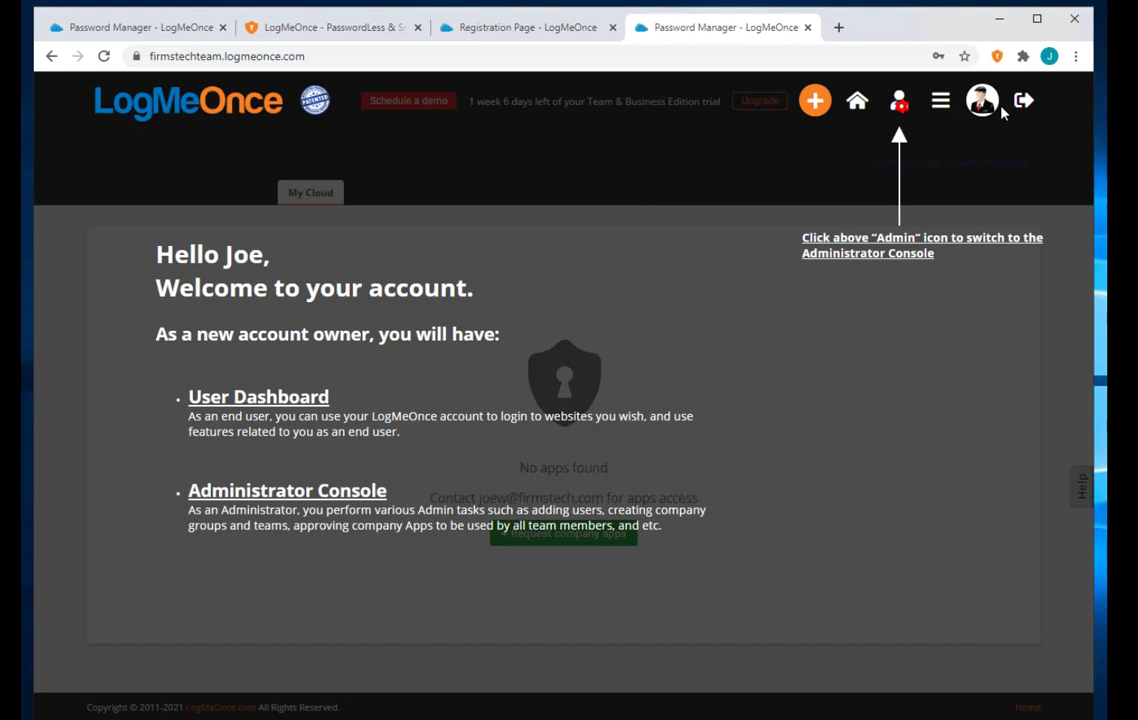 Password Manager - LogMeOnce
LogMeOnce - PasswordLess & S
Registration Page - LogMeOnce
Password Manager - LogMeOnce
firmstechteam.logmeonce.com
J
LogMeOnce
PATENTED
Schedule a demo
1 week 6 days left of your Team & Business Edition trial
Upgrade
My Cloud
Click above "Admin" icon to switch to the
Administrator Console
Hello Joe,
Welcome to your account.
As a new account owner, you will have:
• User Dashboard
As an end user, you can use your LogMeOnce account to login to websites you wish, and use
features related to you as an end user.
No apps found
Contact joew@firmstech.com for apps access
+ Request company apps
• Administrator Console
As an Administrator, you perform various Admin tasks such as adding users, creating company
groups and teams, approving company Apps to be used by all team members, and etc.
Help
Copyright © 2011-2021 LogMeOnce.com All Rights Reserved.
Home